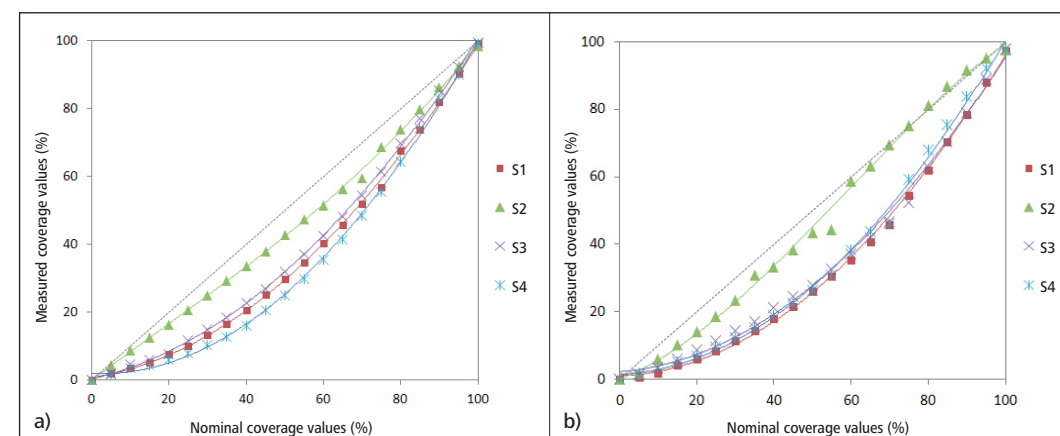 100
80
60
40
20
0
0 20 40 60 80 100
Measured coverage values (%)
Nominal coverage values (%)
a)
S1
S2
S3
S4
100
80
60
40
20
0
0 20 40 60 80 100
Measured coverage values (%)
Nominal coverage values (%)
b)
S1
S2
S3
S4